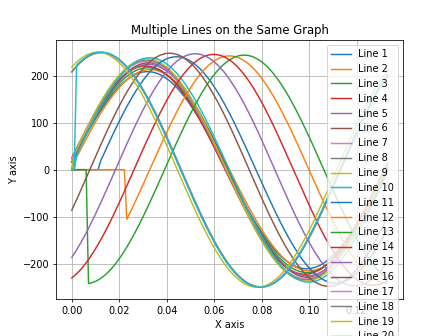 Multiple Lines on the Same Graph
Y axis
200
100
0
−100
−200
0.00
0.02
0.04
0.06
0.08
0.10
X axis
Line 1
Line 2
Line 3
Line 4
Line 5
Line 6
Line 7
Line 8
Line 9
Line 10
Line 11
Line 12
Line 13
Line 14
Line 15
Line 16
Line 17
Line 18
Line 19
Line 20